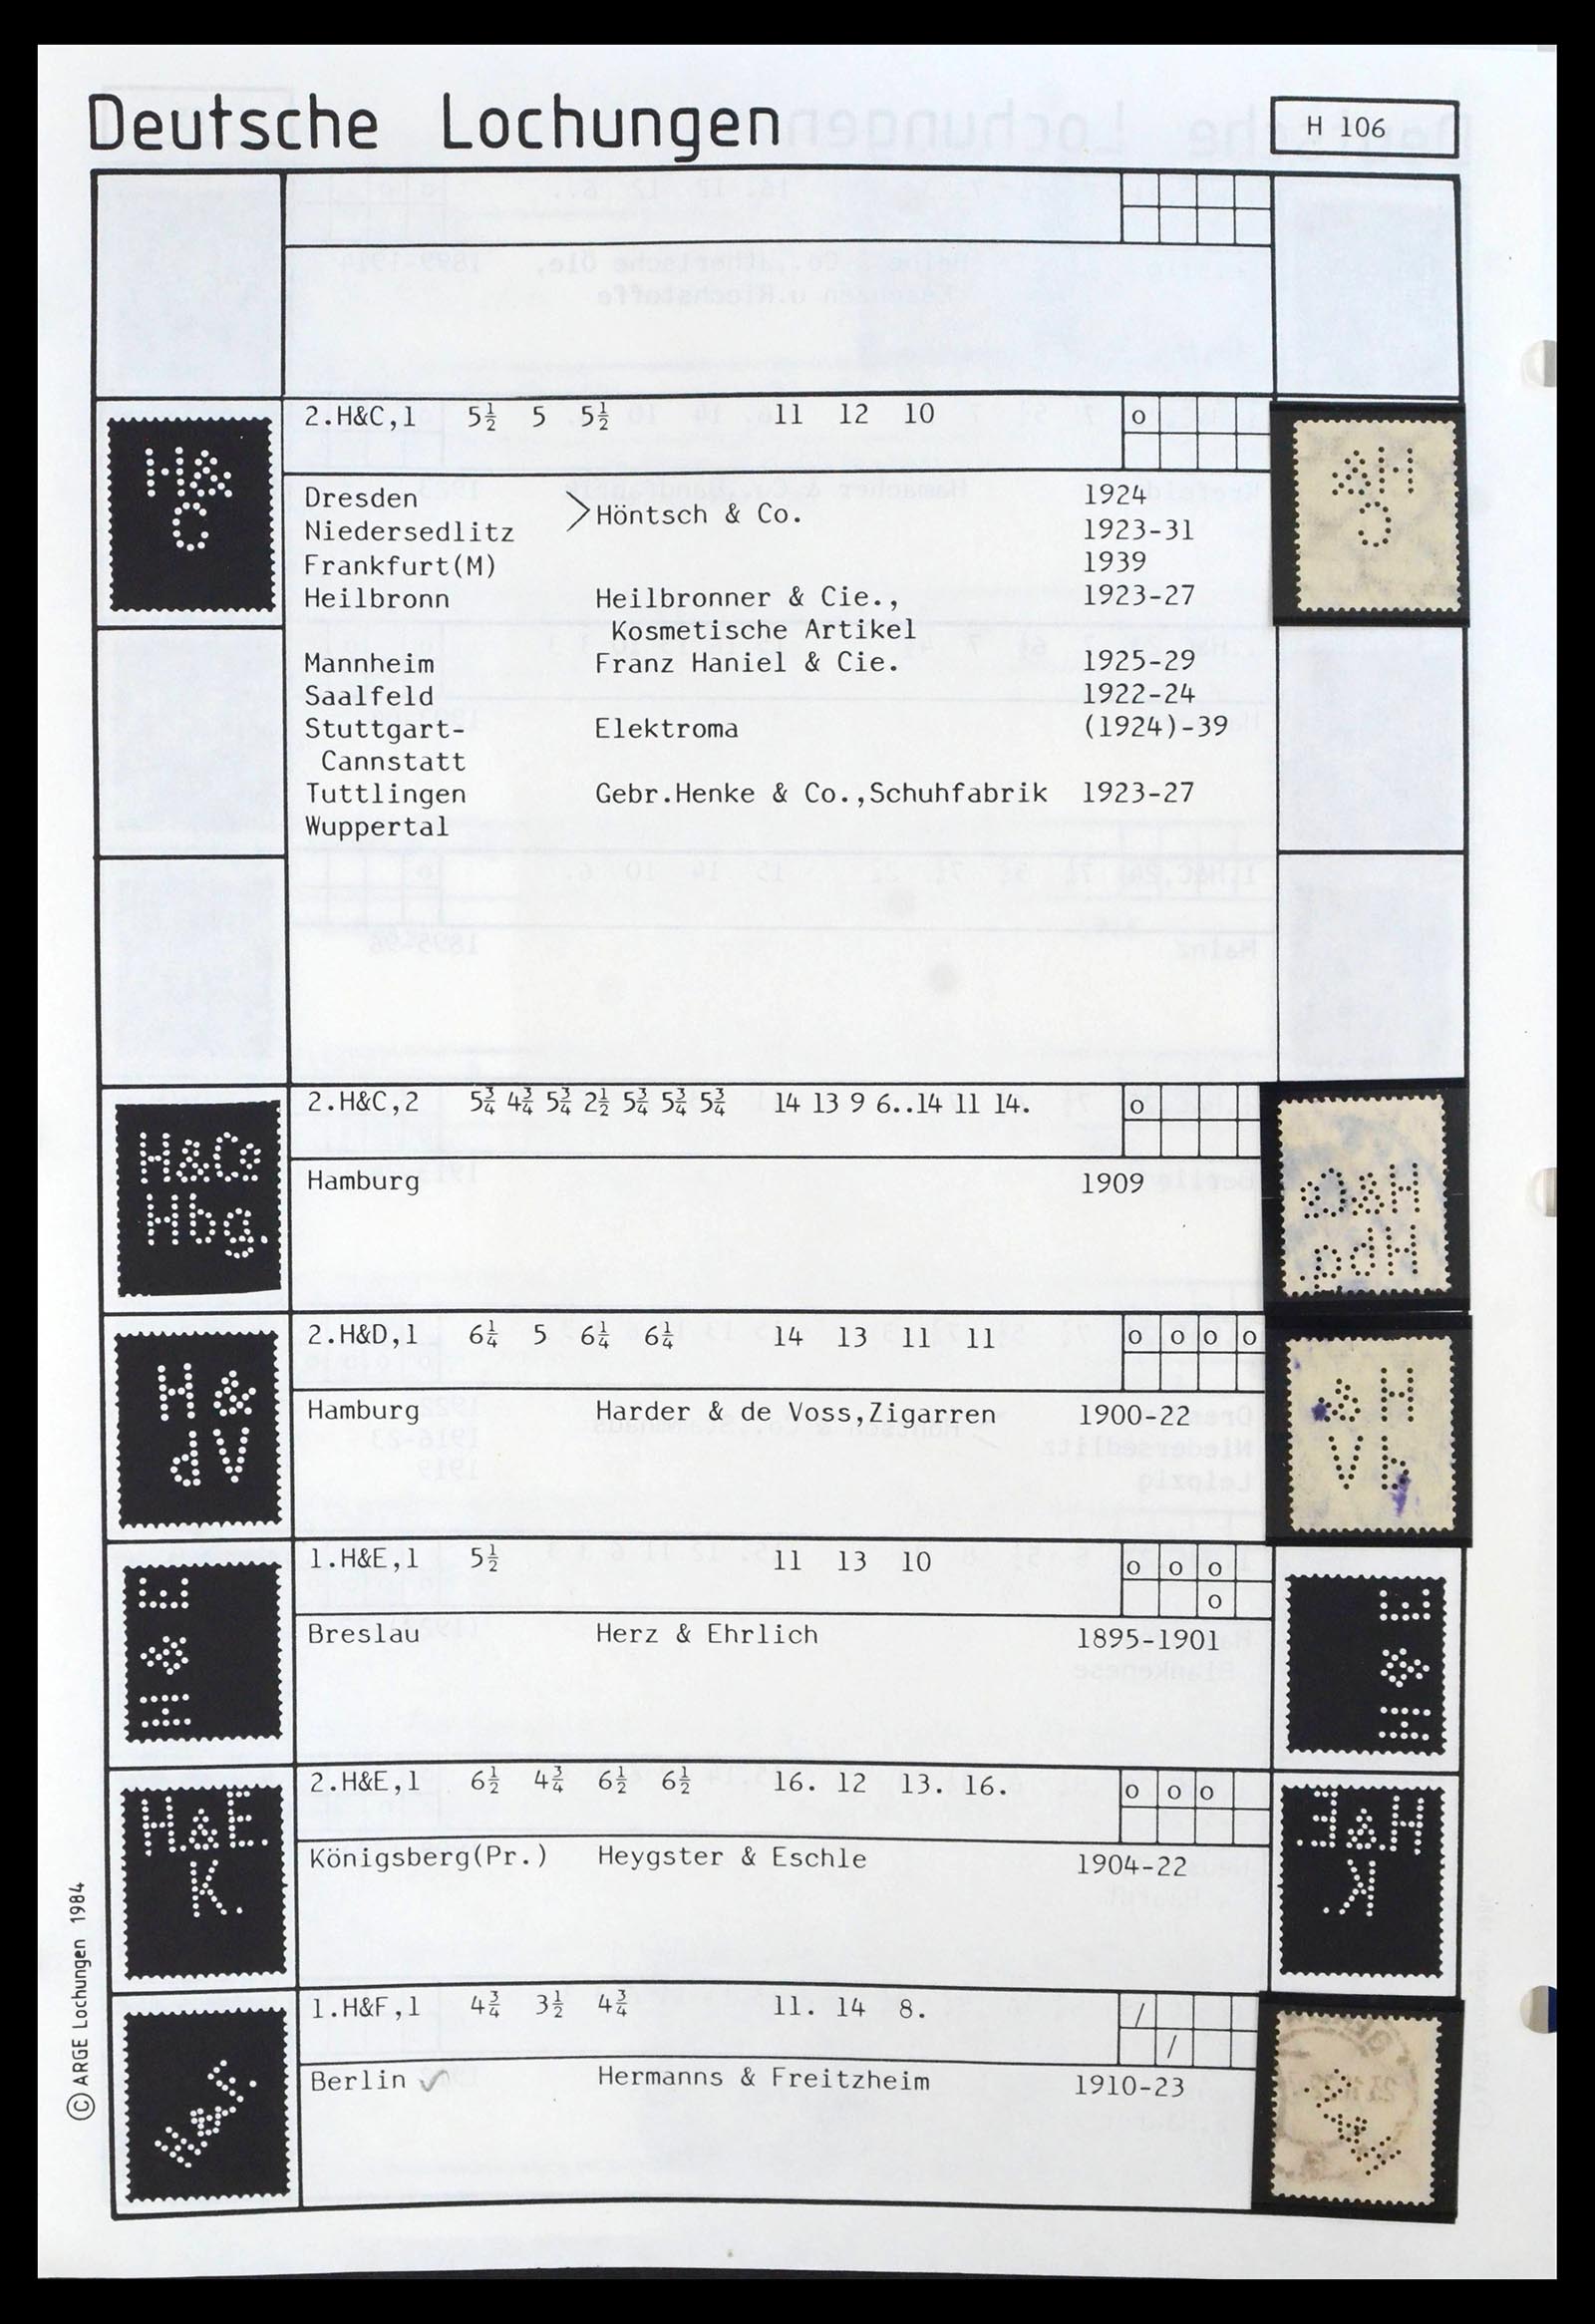 Deutsche Lochungen
H 106
2.H&C,1 5½ 5 5½ 11 12 10 o
H&
C
Dresden 1924
>Höntsch & Co.
Niedersedlitz 1923-31
Frankfurt(M) 1939
Heilbronn Heilbronner & Cie., 1923-27
Kosmetische Artikel
Mannheim Franz Haniel & Cie. 1925-29
Saalfeld 1922-24
Stuttgart- Elektroma (1924)-39
Cannstatt
Tuttlingen Gebr.Henke & Co.,Schuhfabrik 1923-27
Wuppertal
2.H&C,2 5¾ 4¾ 5¾ 2½ 5¾ 5¾ 5¾ 14 13 9 6..14 11 14. o
H&Co
Hbg.
Hamburg 1909
2.H&D,1 6¼ 5 6¼ 6¼ 14 13 11 11 o o o o
H &
dV
Hamburg Harder & de Voss,Zigarren 1900-22
1.H&E,1 5½ 11 13 10 o o o
o
H & E
Breslau Herz & Ehrlich 1895-1901
H & E
2.H&E,1 6½ 4¾ 6½ 6½ 16. 12 13. 16. o o o
H&E.
K.
Königsberg(Pr.) Heygster & Eschle 1904-22
H&E.
K.
1.H&F,1 4¾ 3½ 4¾ 11. 14 8. /
/
H&F.
Berlin Hermanns & Freitzheim 1910-23
© ARGE Lochungen 1984